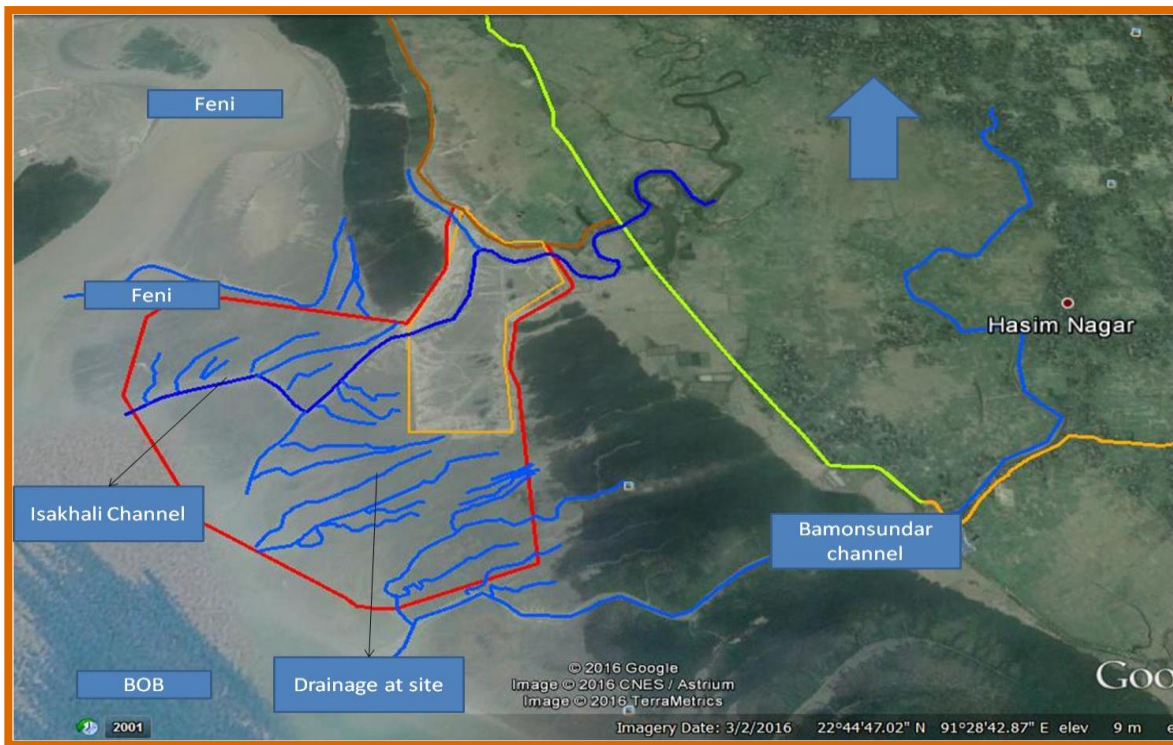 Feni
Feni
Hasim Nagar
Isakhali Channel
Bamonsundar
channel
BOB
Drainage at site
© 2016 Google
Image © 2016 CNES / Astrium
Image © 2016 TerraMetrics
Goo
2001
Imagery Date: 3/2/2016 22°44'47.02" N 91°28'42.87" E elev 9 m e